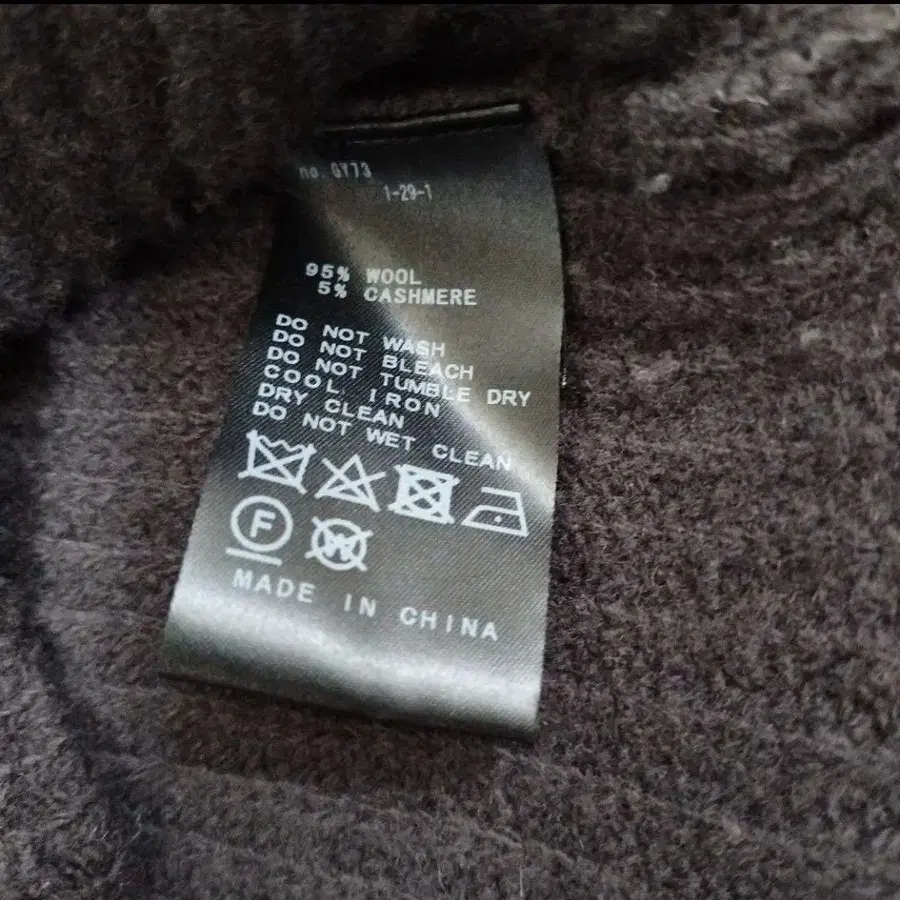 no. GY73
1-29-1
95% WOOL
5% CASHMERE
DO NOT WASH
DO NOT BLEACH
DO NOT TUMBLE DRY
COOL IRON
DRY CLEAN
DO NOT WET CLEAN
F
W
MADE IN CHINA